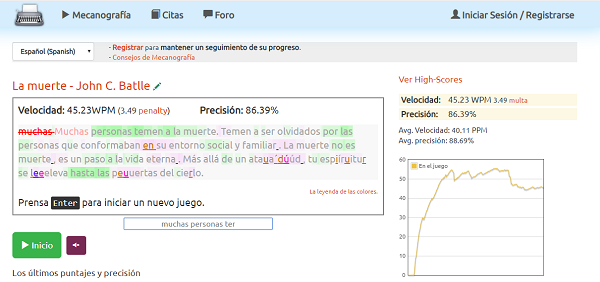 Mecanografía Citas Foro Iniciar Sesión / Registrarse
Español (Spanish)
- Registrar para mantener un seguimiento de su progreso.
- Consejos de Mecanografía
La muerte - John C. Batlle
Velocidad: 45.23WPM (3.49 penalty) Precisión: 86.39%
muchas Muchas personas temen a la muerte. Temen a ser olvidados por las
personas que conformaban en su entorno social y familiar . La muerte no es
muerte , es un paso a la vida eterna . Más allá de un ataua´dúúd, tu espjiruitur
se leeeleva hasta las peuuertas del cierlo.
La leyenda de las colores.
Prensa Enter para iniciar un nuevo juego.
muchas personas ter
Inicio
Los últimos puntajes y precisión
Ver High-Scores
Velocidad: 45.23 WPM 3.49 multa
Precisión: 86.39%
Avg. Velocidad: 40.11 PPM
Avg. precisión: 88.69%
En el juego
60
50
40
30
20
10
0